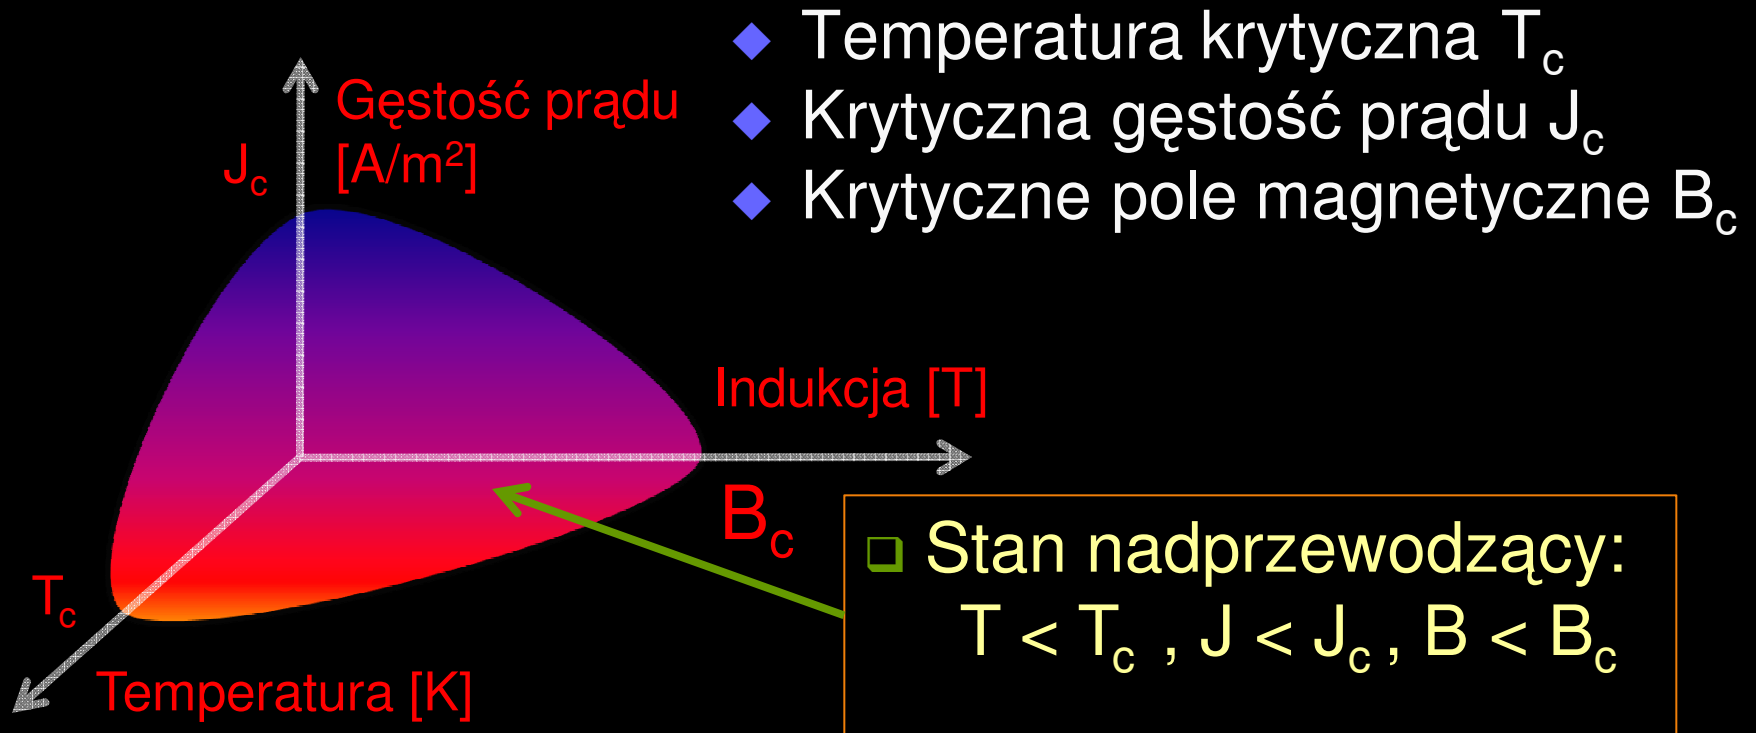 Temperatura krytyczna Tc
Krytyczna gęstość prądu Jc
Krytyczne pole magnetyczne Bc
Gęstość prądu
[A/m²]
Jc
Indukcja [T]
Bc
Tc
Temperatura [K]
Stan nadprzewodzący:
T < Tc , J < Jc , B < Bc